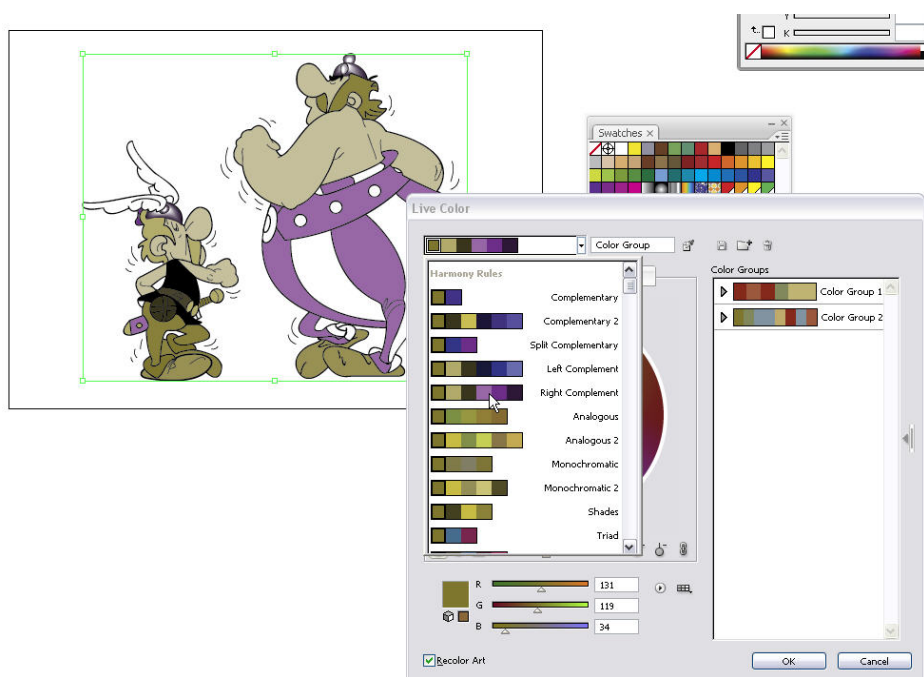 Y
K
Swatches
Live Color
Color Group
Harmony Rules
Complementary
Complementary 2
Split Complementary
Left Complement
Right Complement
Analogous
Analogous 2
Monochromatic
Monochromatic 2
Shades
Triad
Color Groups
Color Group 1
Color Group 2
R 131
G 119
B 34
Recolor Art
OK Cancel